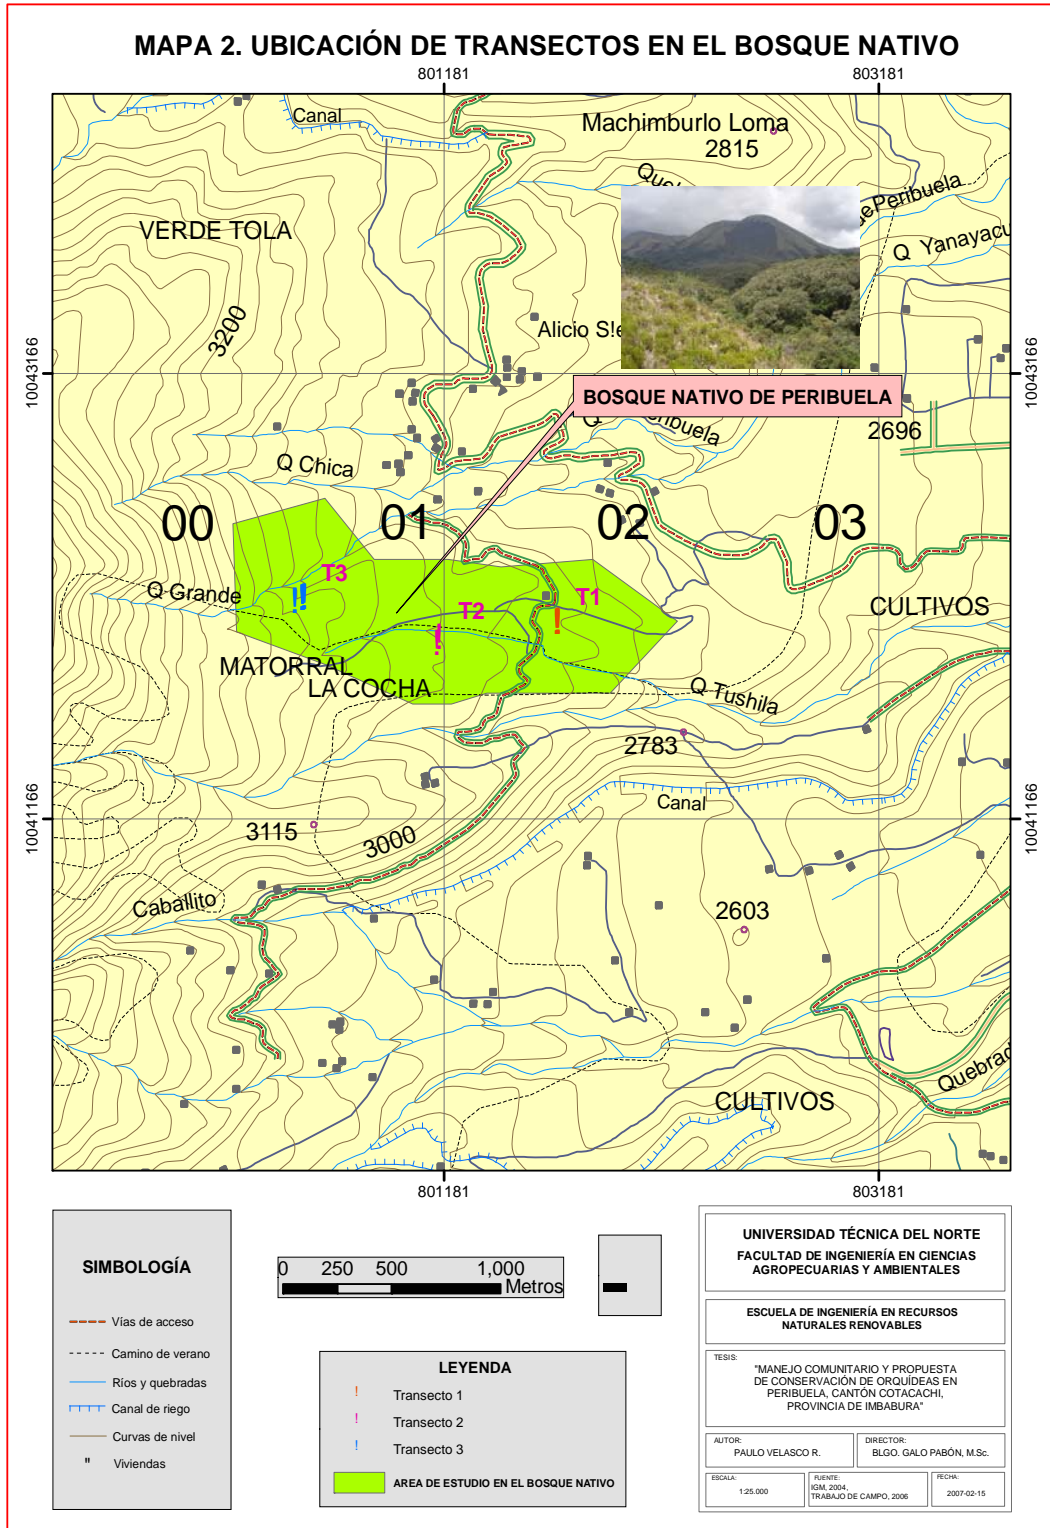 MAPA 2. UBICACIÓN DE TRANSECTOS EN EL BOSQUE NATIVO
801181
803181
Canal
Machimburlo Loma
2815
Peribuela
Q Yanayacu
VERDE TOLA
3200
Alicio
10043166
10043166
BOSQUE NATIVO DE PERIBUELA
2696
Q Chica
00
01
02
03
T3
Q Grande
T1
T2
CULTIVOS
MATORRAL
LA COCHA
Q Tushila
2783
Canal
10041166
10041166
3115
3000
Caballito
2603
Quebrad
CULTIVOS
801181
803181
SIMBOLOGÍA
Vías de acceso
Camino de verano
Ríos y quebradas
Canal de riego
Curvas de nivel
" Viviendas
0 250 500 1,000
Metros
LEYENDA
! Transecto 1
! Transecto 2
! Transecto 3
AREA DE ESTUDIO EN EL BOSQUE NATIVO
UNIVERSIDAD TÉCNICA DEL NORTE
FACULTAD DE INGENIERÍA EN CIENCIAS
AGROPECUARIAS Y AMBIENTALES
ESCUELA DE INGENIERÍA EN RECURSOS
NATURALES RENOVABLES
TESIS:
"MANEJO COMUNITARIO Y PROPUESTA
DE CONSERVACIÓN DE ORQUÍDEAS EN
PERIBUELA, CANTÓN COTACACHI,
PROVINCIA DE IMBABURA"
AUTOR:
PAULO VELASCO R.
DIRECTOR:
BLGO. GALO PABÓN, M.Sc.
ESCALA:
1:25.000
FUENTE:
IGM, 2004,
TRABAJO DE CAMPO, 2006
FECHA:
2007-02-15